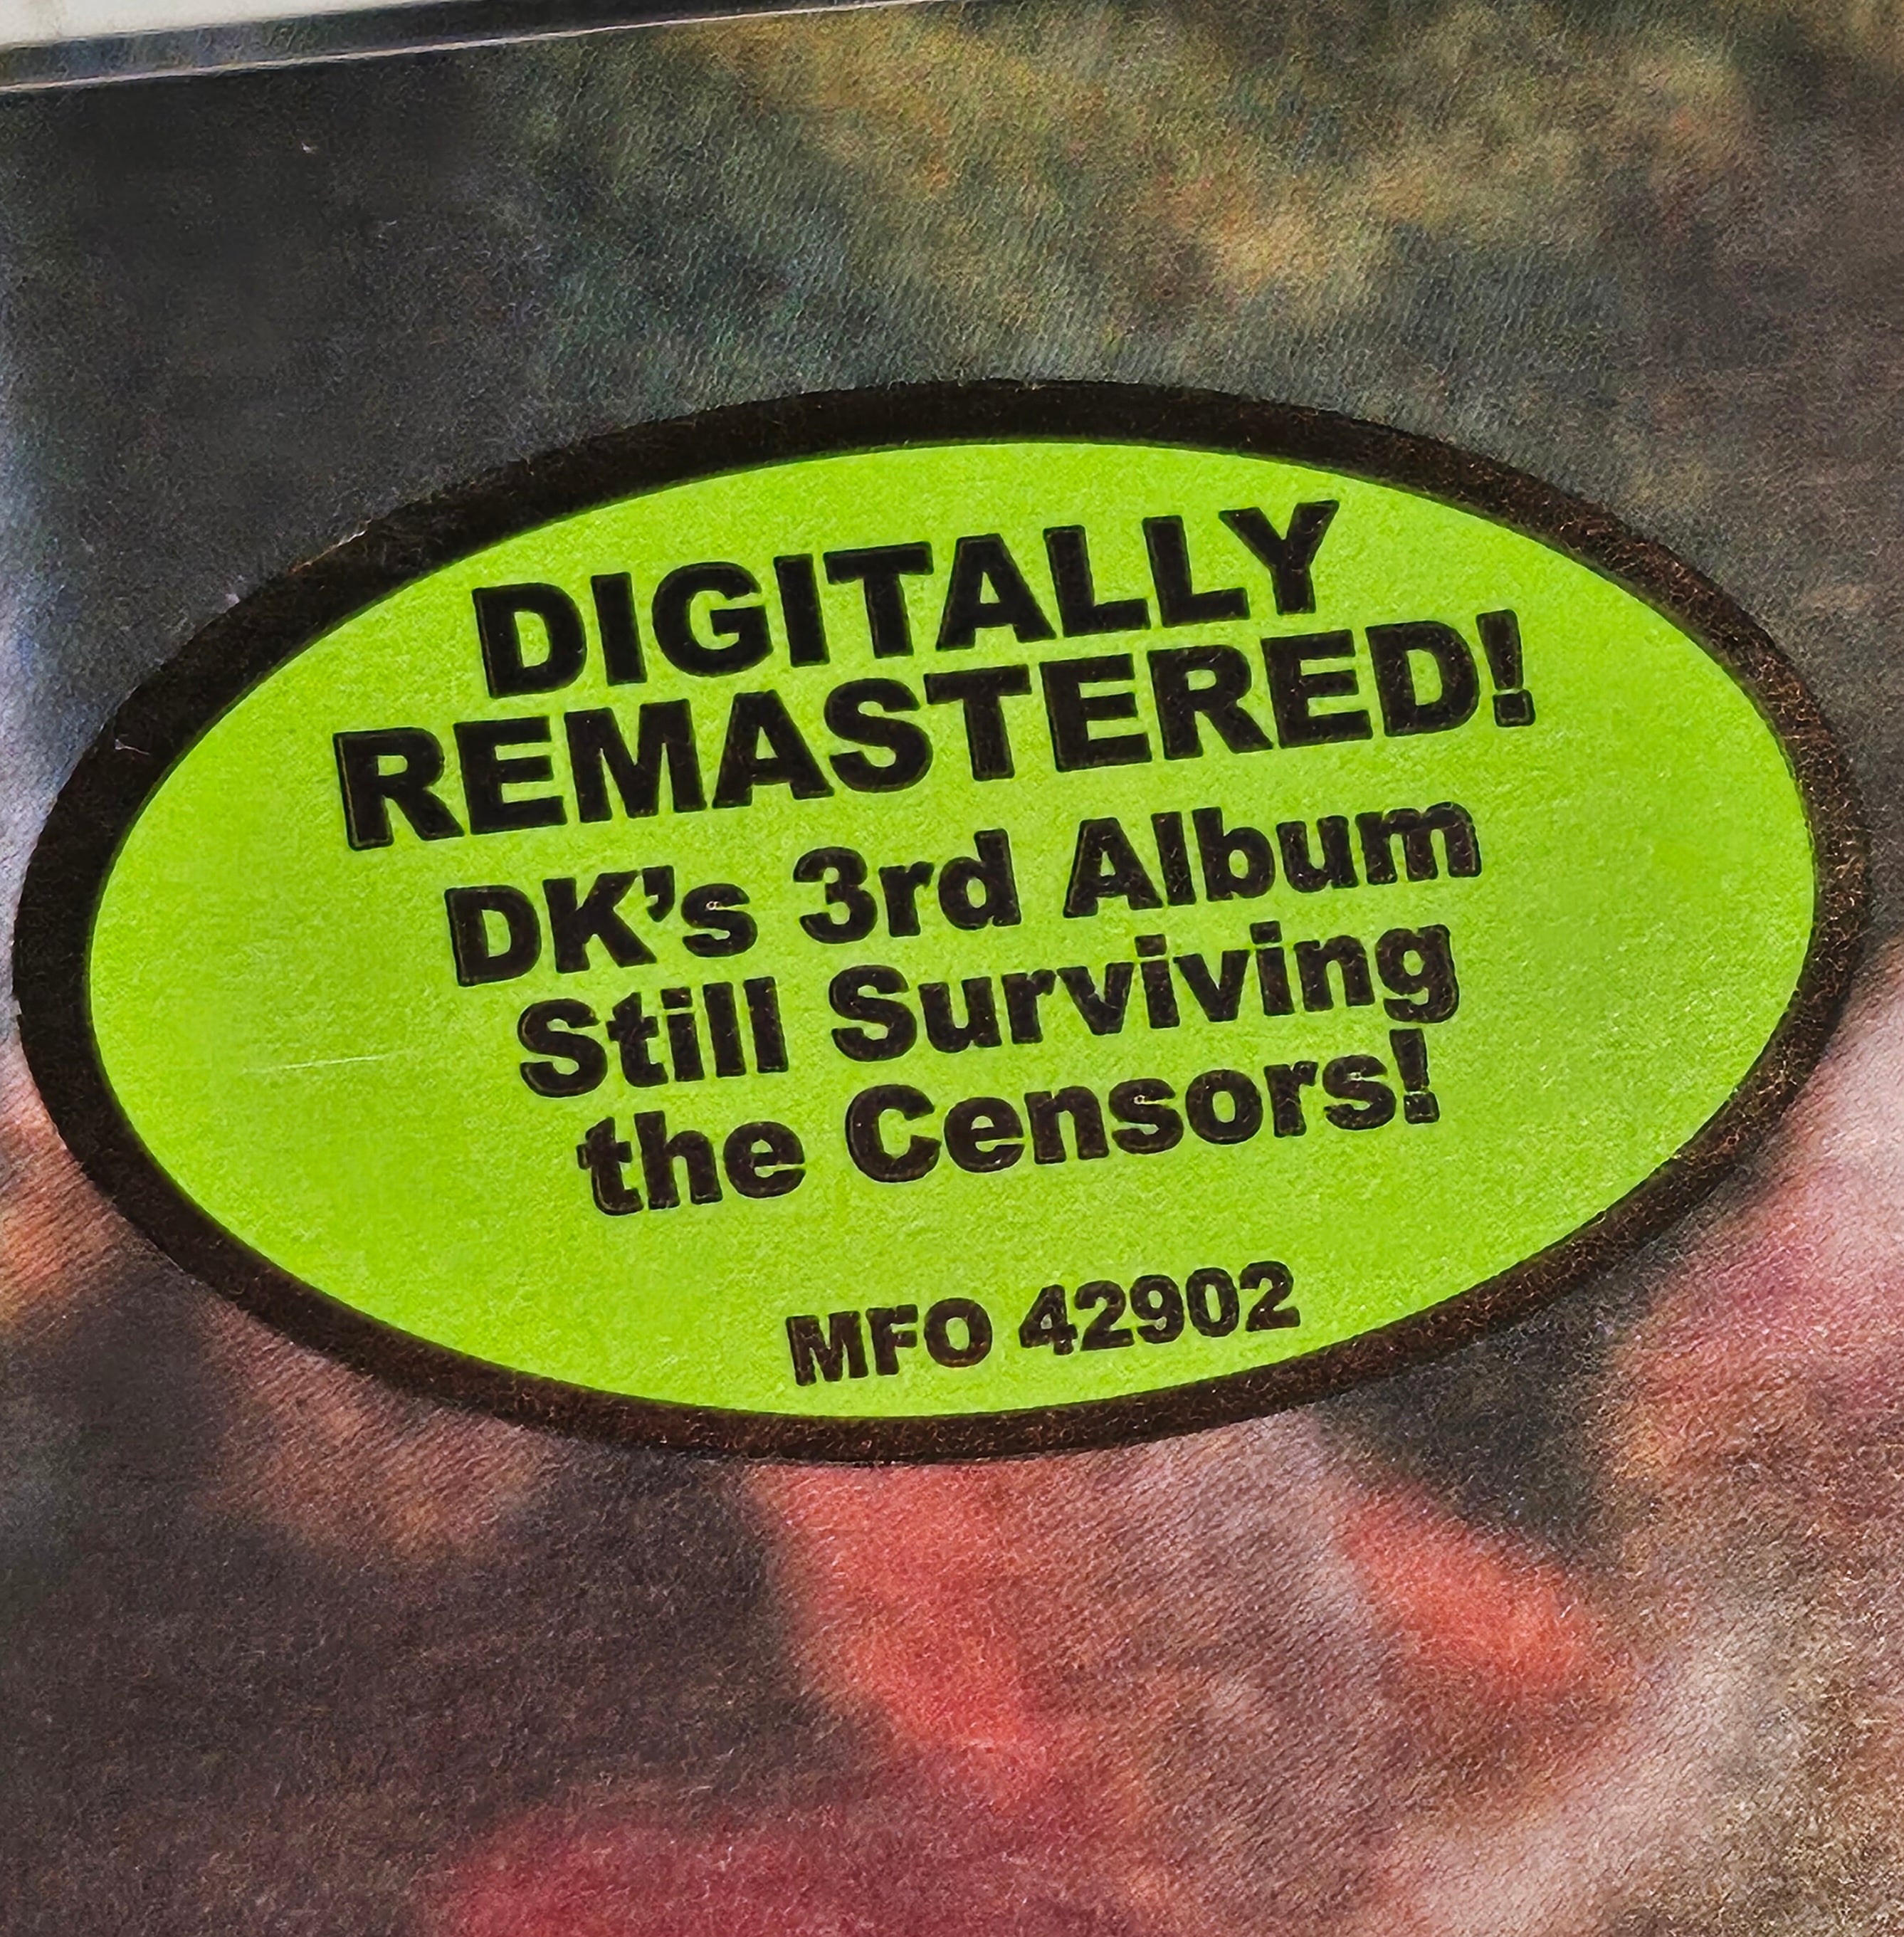 DIGITALLY
REMASTERED!
DK’s 3rd Album
Still Surviving
the Censors!
MFO 42902